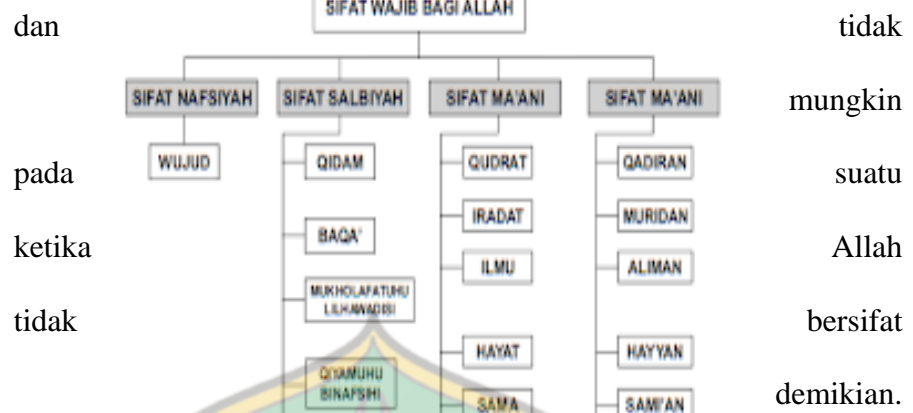 SIFAT WAJIB BAGI ALLAH
dan tidak
SIFAT NAFSIYAH SIFAT SALBIYAH SIFAT MA'ANI SIFAT MA'ANI
mungkin
WUJUD QIDAM QUDRAT QADIRAN
pada suatu
IRADAT MURIDAN
BAQA'
ketika Allah
ILMU ALIMAN
MUKHOLAFATUHU
LILHAWADISI
tidak bersifat
HAYAT HAYYAN
QIYAMUHU
BINAFSIHI
demikian.
SAMA SAMI'AN